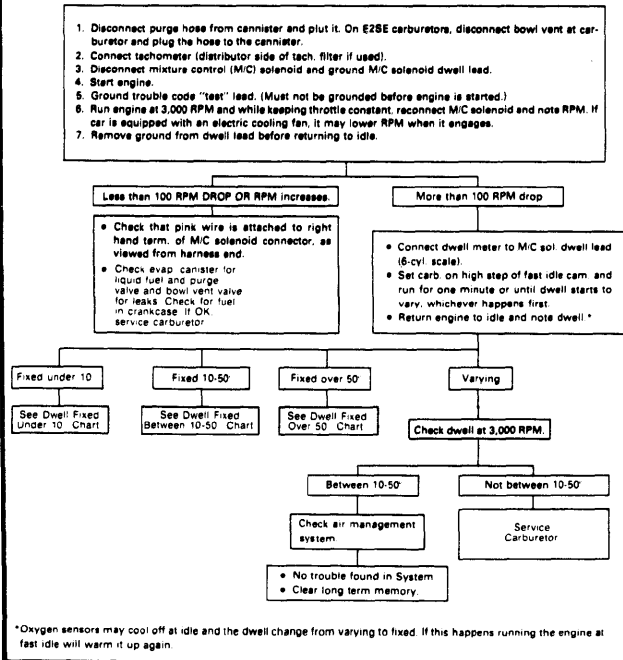 1. Disconnect purge hose from cannister and plut it. On E2SE carburetors, disconnect bowl vent at car-
buretor and plug the hose to the cannister.
2. Connect tachometer (distributor side of tach. filter if used).
3. Disconnect mixture control (M/C) solenoid and ground M/C solenoid dwell lead.
4. Start engine.
5. Ground trouble code "test" lead. (Must not be grounded before engine is started.)
6. Run engine at 3,000 RPM and while keeping throttle constant, reconnect M/C solenoid and note RPM. If
car is equipped with an electric cooling fan, it may lower RPM when it engages.
7. Remove ground from dwell lead before returning to idle.
Less than 100 RPM DROP OR RPM increases.
• Check that pink wire is attached to right
hand term. of M/C solenoid connector, as
viewed from harness end.
• Check evap canister for
liquid fuel and purge
valve and bowl vent valve
for leaks. Check for fuel
in crankcase. If OK.
service carburetor
More than 100 RPM drop
• Connect dwell meter to M/C sol. dwell lead
(6-cyl. scale).
• Set carb. on high step of fast idle cam. and
run for one minute or until dwell starts to
vary, whichever happens first.
• Return engine to idle and note dwell.*
Fixed under 10
See Dwell Fixed
Under 10 Chart
Fixed 10-50°
See Dwell Fixed
Between 10-50 Chart
Fixed over 50°
See Dwell Fixed
Over 50 Chart
Varying
Check dwell at 3,000 RPM.
Between 10-50°
Check air management
system.
• No trouble found in System
• Clear long term memory.
Not between 10-50°
Service
Carburetor
*Oxygen sensors may cool off at idle and the dwell change from varying to fixed. If this happens running the engine at
fast idle will warm it up again.